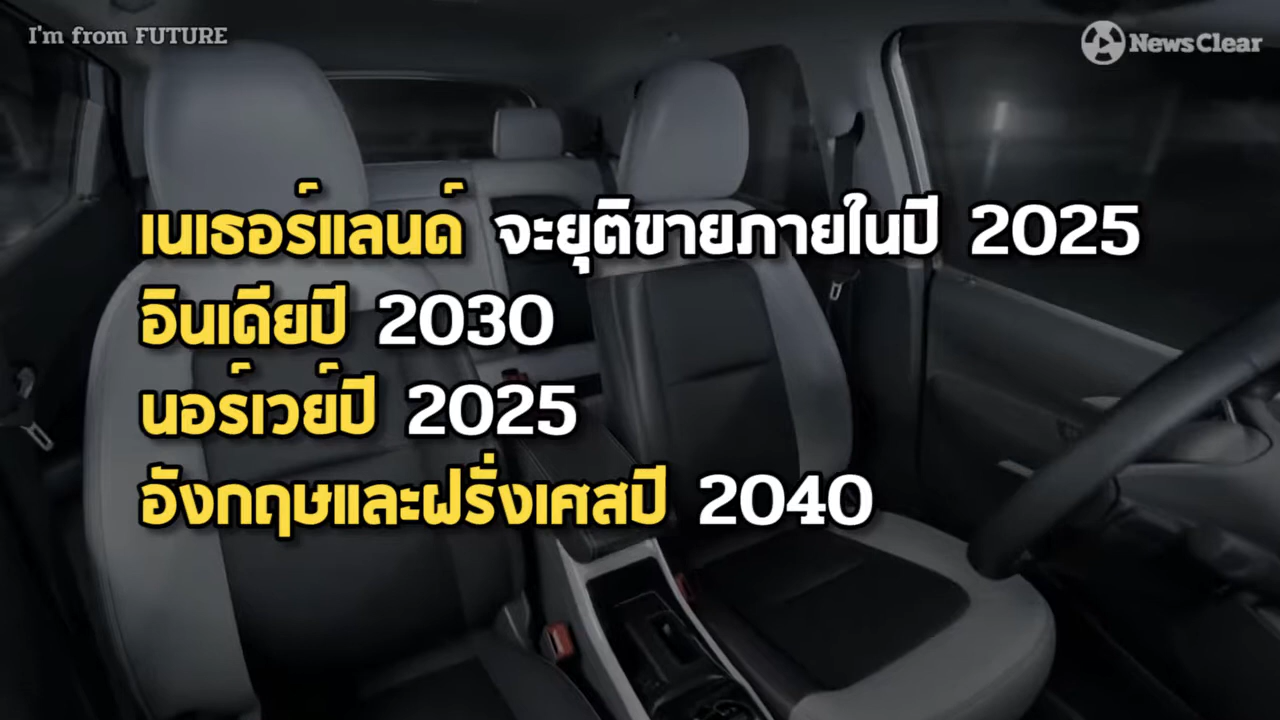 I'm from FUTURE
NewsClear
เนเธอร์แลนด์ จะยุติขายภายในปี 2025
อินเดียปี 2030
นอร์เวย์ปี 2025
อังกฤษและฝรั่งเศสปี 2040